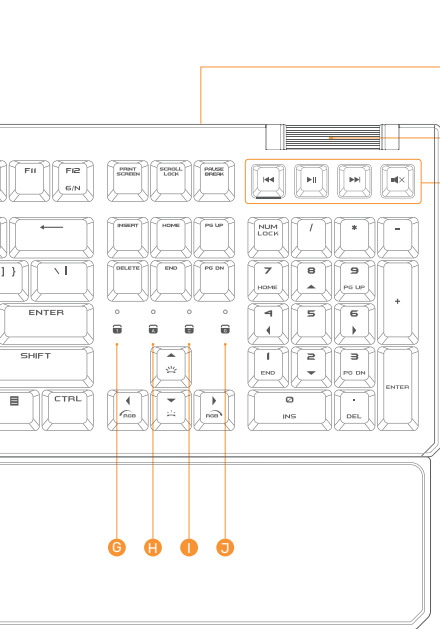 F11 F12 PRINT SCREEN SCROLL LOCK PAUSE BREAK
G/N
INSERT HOME PG UP NUM LOCK / * -
] } \ | DELETE END PG DN 7 HOME 8 9 PG UP +
ENTER 4 5 6
SHIFT 1 END 2 3 PG DN ENTER
CTRL RGB RGB 0 INS . DEL
G H I J